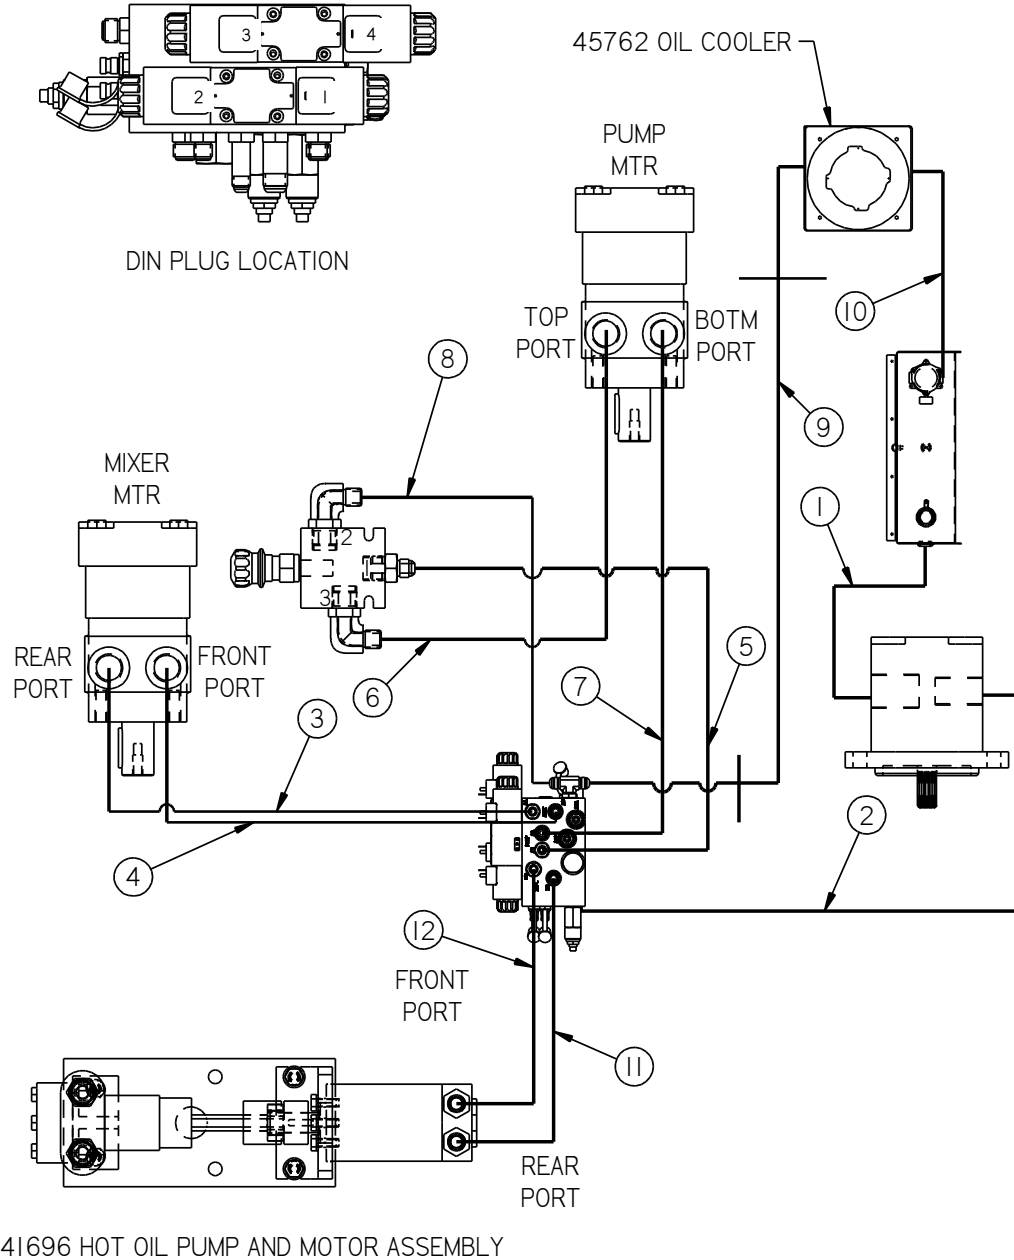 3
4
2
1
DIN PLUG LOCATION
45762 OIL COOLER
PUMP
MTR
TOP
PORT
BOTM
PORT
10
8
9
MIXER
MTR
1
2
3
REAR
PORT
FRONT
PORT
6
7
5
3
4
2
12
FRONT
PORT
11
REAR
PORT
41696 HOT OIL PUMP AND MOTOR ASSEMBLY